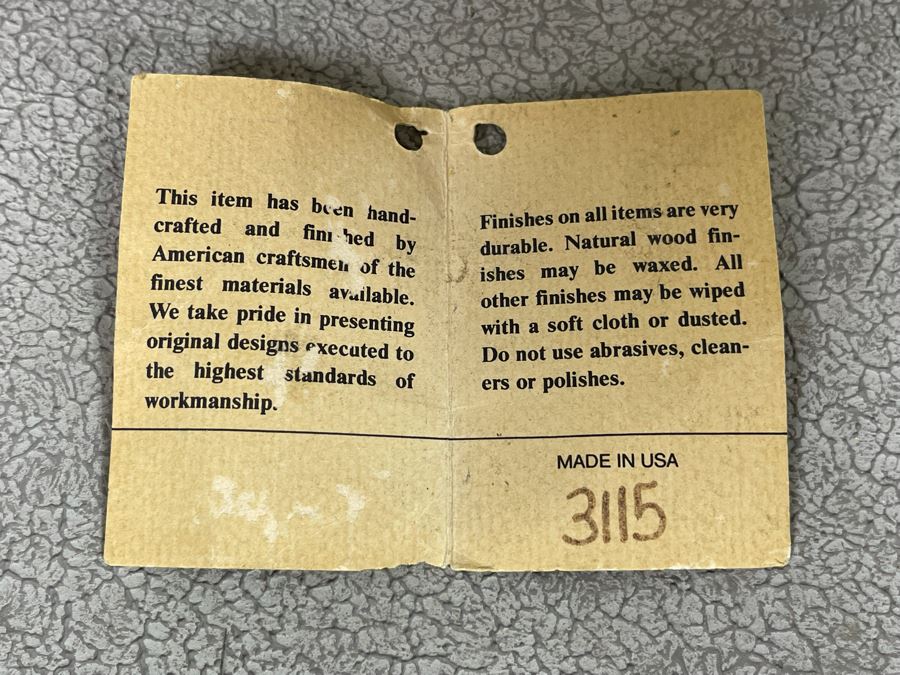 This item has been hand-
crafted and finished by
American craftsmen of the
finest materials available.
We take pride in presenting
original designs executed to
the highest standards of
workmanship.
Finishes on all items are very
durable. Natural wood fin-
ishes may be waxed. All
other finishes may be wiped
with a soft cloth or dusted.
Do not use abrasives, clean-
ers or polishes.
MADE IN USA
3115